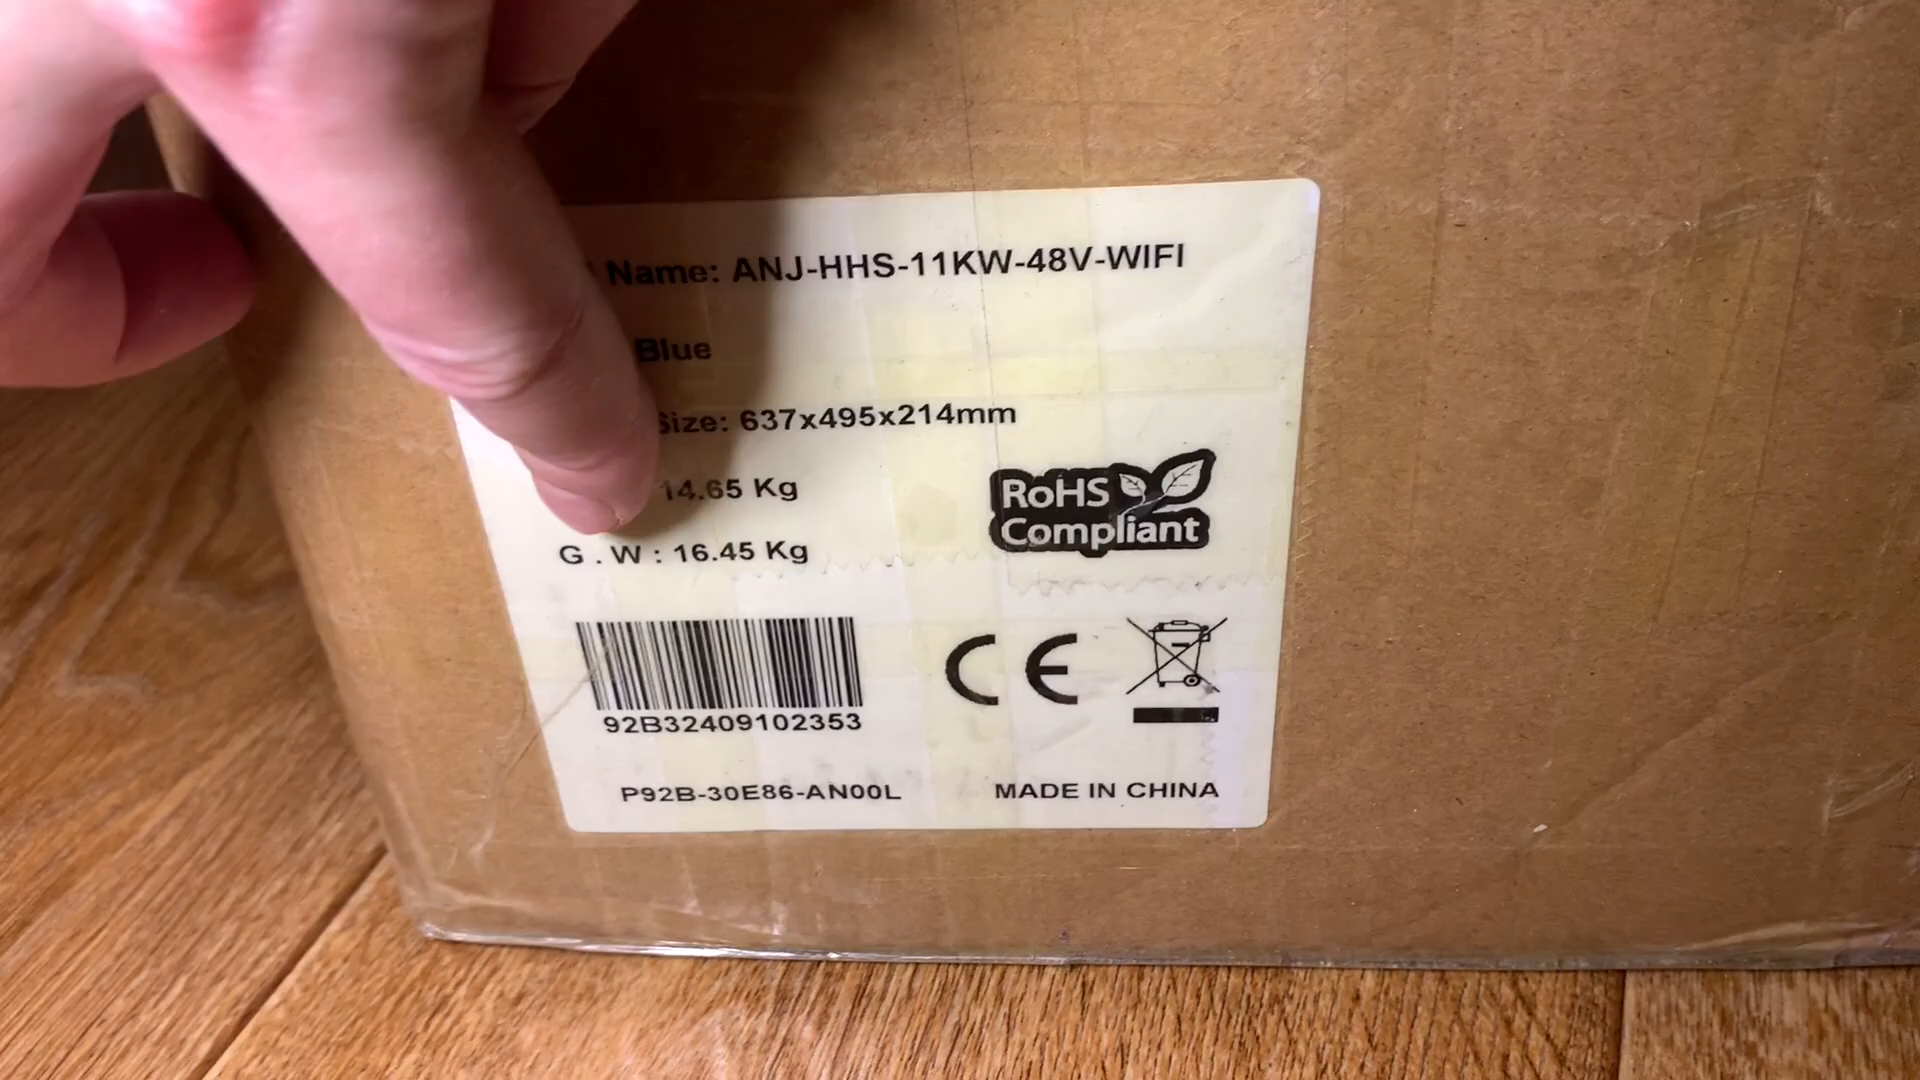 Name: ANJ-HHS-11KW-48V-WIFI
Blue
Size: 637x495x214mm
14.65 Kg
G . W : 16.45 Kg
RoHS
Compliant
92B32409102353
CE
P92B-30E86-AN00L
MADE IN CHINA